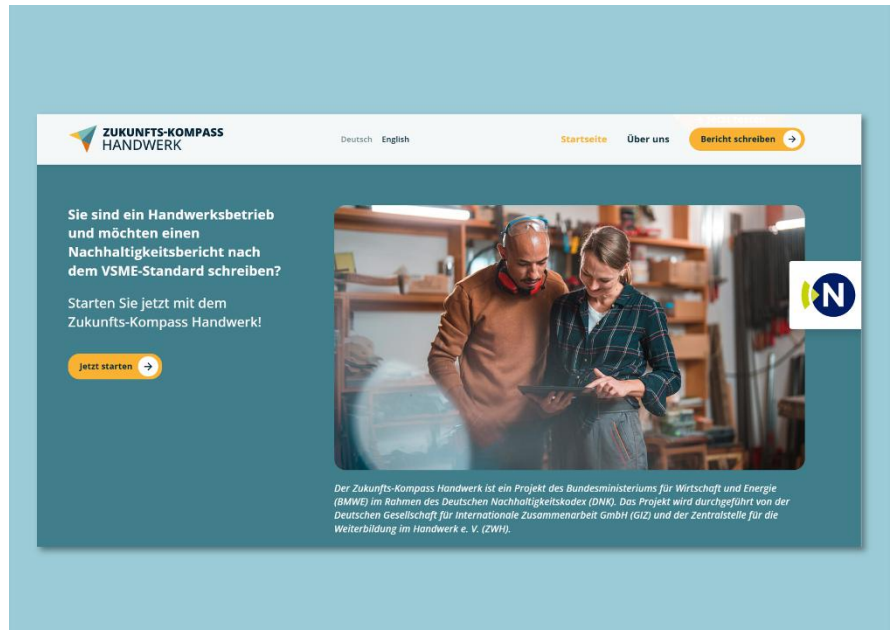 ZUKUNFTS-KOMPASS
HANDWERK
Deutsch English
Startseite Über uns Bericht schreiben
Sie sind ein Handwerksbetrieb
und möchten einen
Nachhaltigkeitsbericht nach
dem VSME-Standard schreiben?
Starten Sie jetzt mit dem
Zukunfts-Kompass Handwerk!
Jetzt starten
N
Der Zukunfts-Kompass Handwerk ist ein Projekt des Bundesministeriums für Wirtschaft und Energie
(BMWE) im Rahmen des Deutschen Nachhaltigkeitskodex (DNK). Das Projekt wird durchgeführt von der
Deutschen Gesellschaft für Internationale Zusammenarbeit GmbH (GIZ) und der Zentralstelle für die
Weiterbildung im Handwerk e. V. (ZWH).